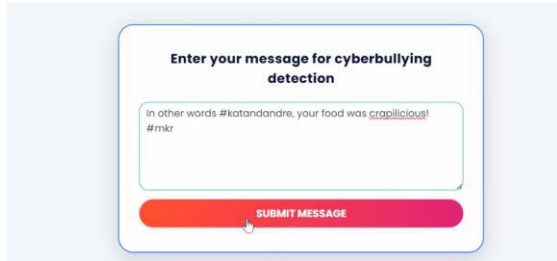 Enter your message for cyberbullying
detection
In other words #katandandre, your food was crapilicious!
#mkr
SUBMIT MESSAGE